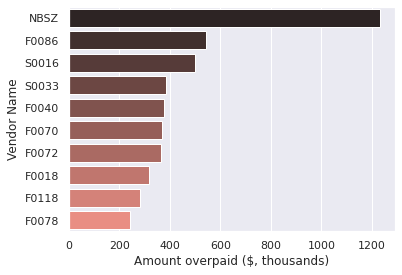 NBSZ
F0086
S0016
S0033
F0040
F0070
F0072
F0018
F0118
F0078
Vendor Name
0 200 400 600 800 1000 1200
Amount overpaid ($, thousands)